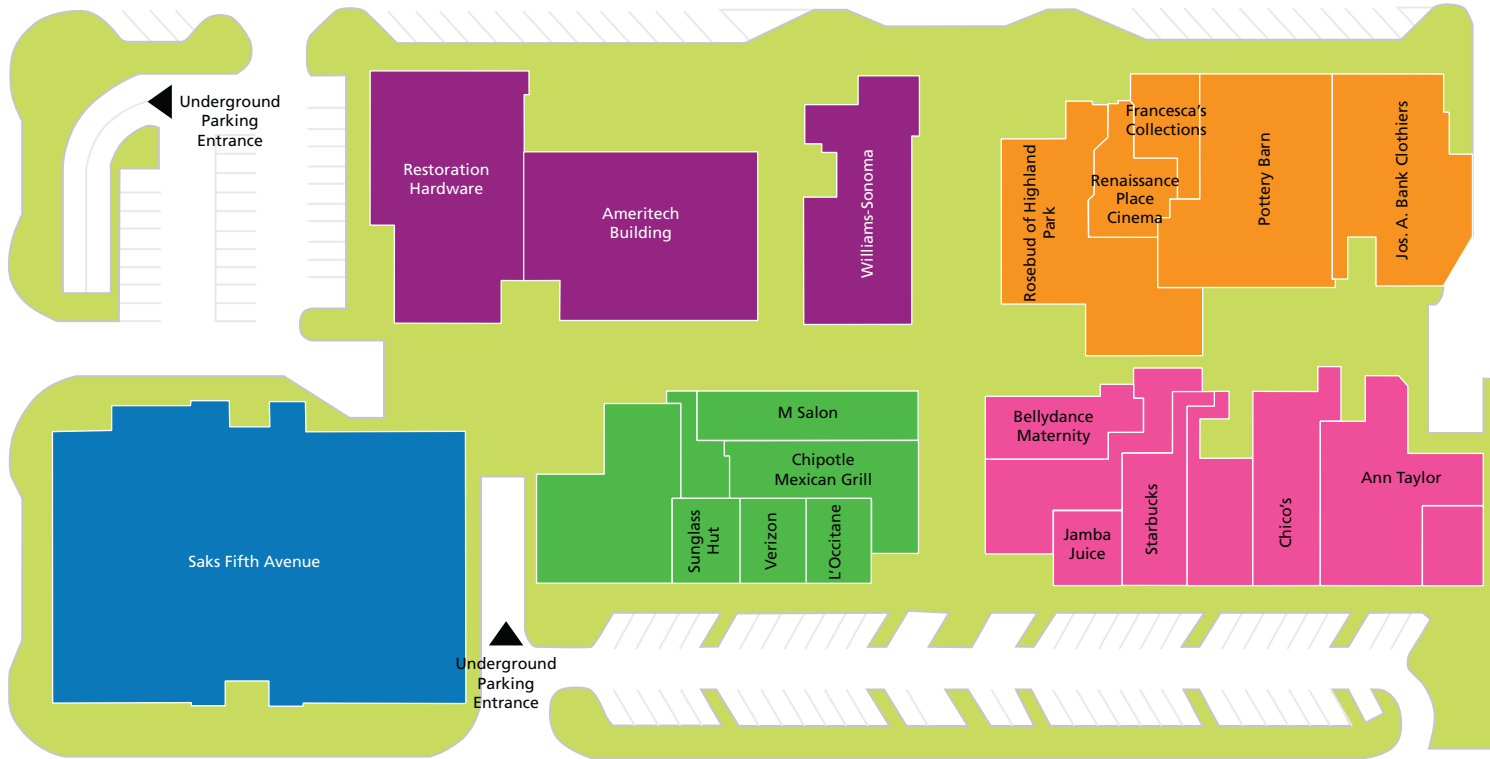 Underground
Parking
Entrance
Restoration
Hardware
Ameritech
Building
Williams-Sonoma
Rosebud of Highland
Park
Francesca's
Collections
Renaissance
Place
Cinema
Pottery Barn
Jos. A. Bank Clothiers
Saks Fifth Avenue
M Salon
Chipotle
Mexican Grill
Sunglass
Hut
Verizon
L'Occitane
Bellydance
Maternity
Jamba
Juice
Starbucks
Chico's
Ann Taylor
Underground
Parking
Entrance